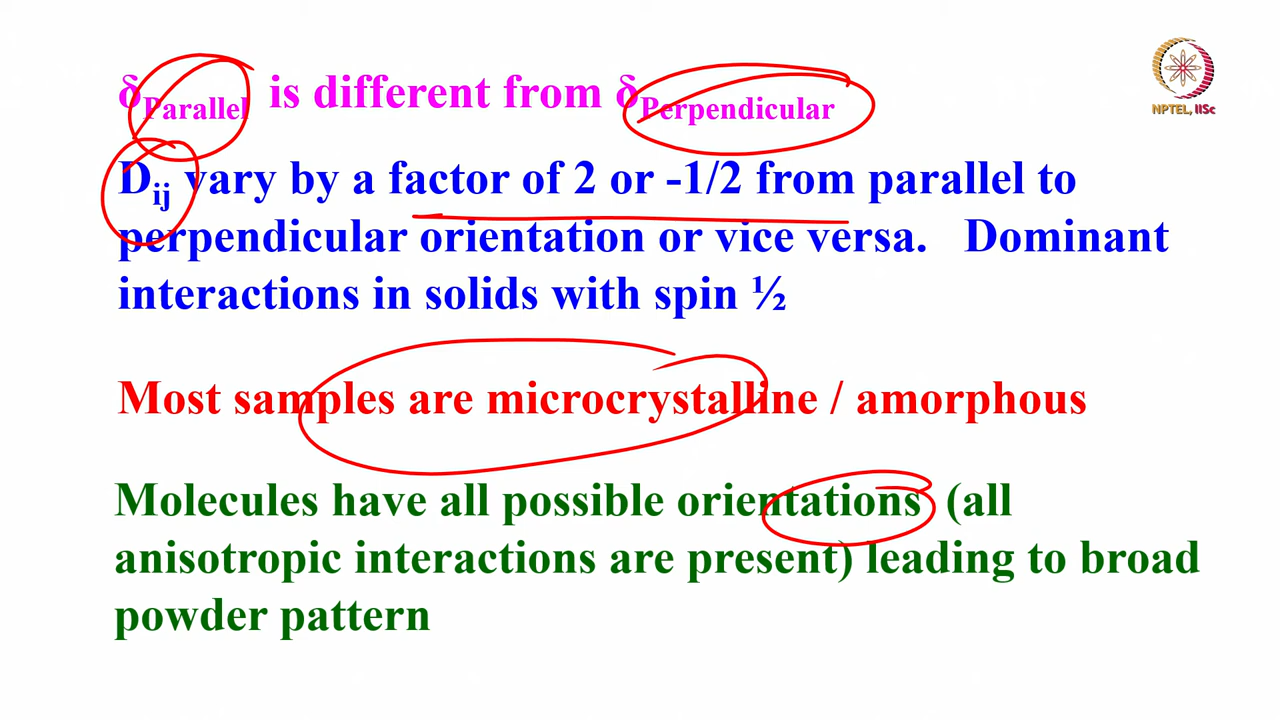 δParallel is different from δPerpendicular
NPTEL, IISc
Dij vary by a factor of 2 or -1/2 from parallel to
perpendicular orientation or vice versa. Dominant
interactions in solids with spin ½
Most samples are microcrystalline / amorphous
Molecules have all possible orientations (all
anisotropic interactions are present) leading to broad
powder pattern